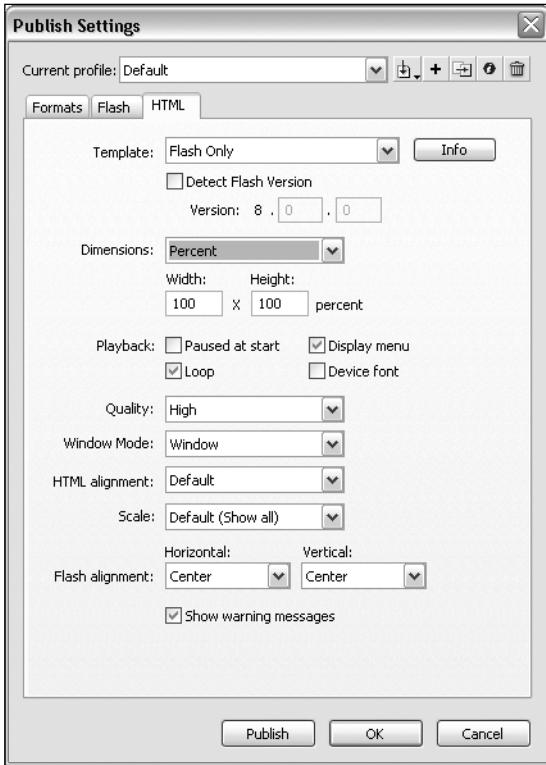 Publish Settings
Current profile: Default
Formats Flash HTML
Template: Flash Only Info
Detect Flash Version
Version: 8 . 0 . 0
Dimensions: Percent
Width: Height:
100 X 100 percent
Playback: Paused at start Display menu
Loop Device font
Quality: High
Window Mode: Window
HTML alignment: Default
Scale: Default (Show all)
Horizontal: Vertical:
Flash alignment: Center Center
Show warning messages
Publish OK Cancel